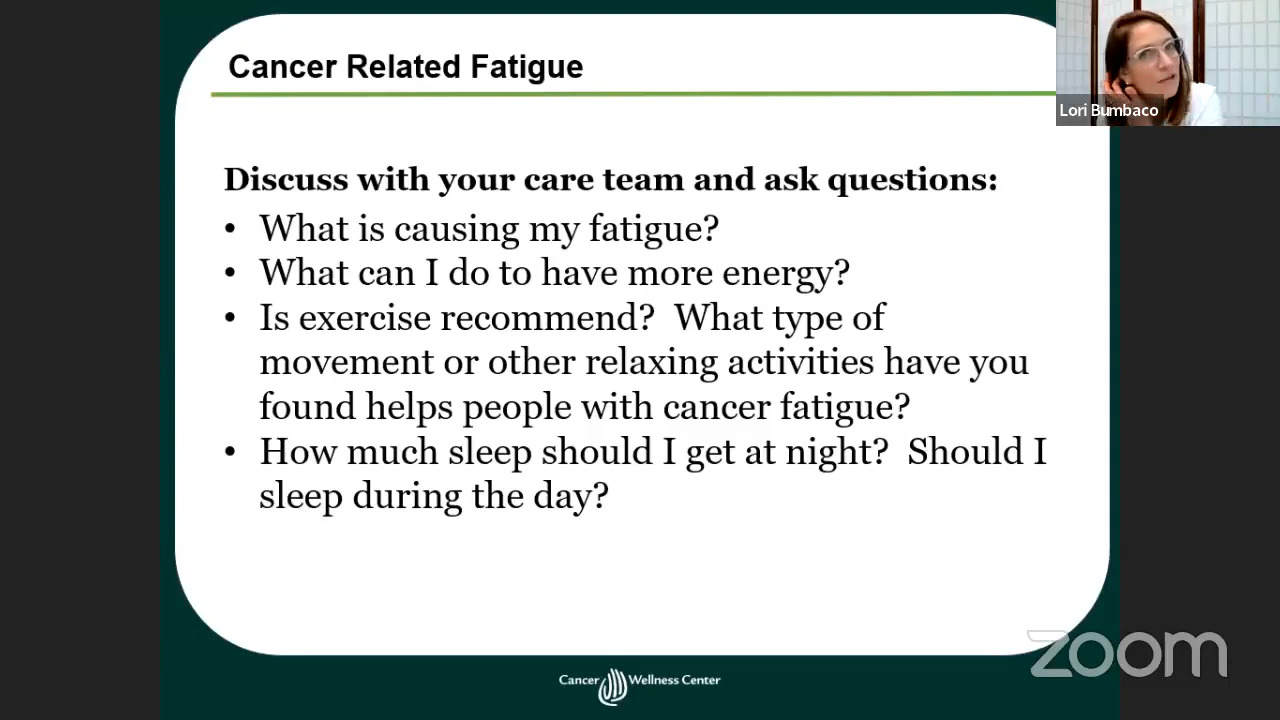 Cancer Related Fatigue
Lori Bumbaco
Discuss with your care team and ask questions:
• What is causing my fatigue?
• What can I do to have more energy?
• Is exercise recommend?  What type of
movement or other relaxing activities have you
found helps people with cancer fatigue?
• How much sleep should I get at night?  Should I
sleep during the day?
zoom
Cancer Wellness Center